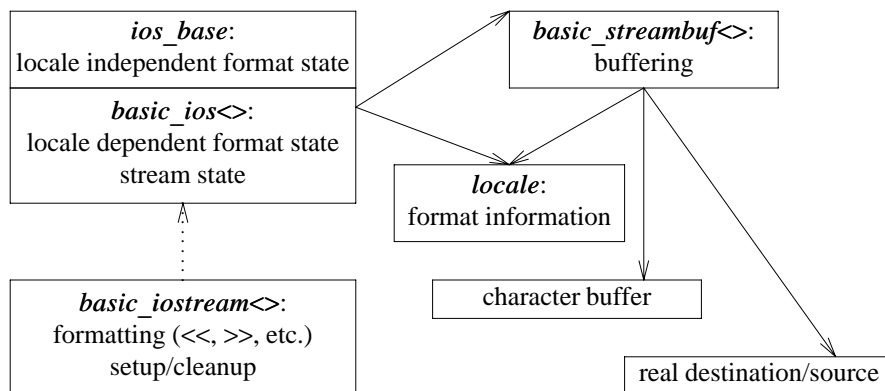 ios_base:
locale independent format state
basic_ios<>:
locale dependent format state
stream state
basic_streambuf<>:
buffering
locale:
format information
character buffer
basic_iostream<>:
formatting (<<, >>, etc.)
setup/cleanup
real destination/source